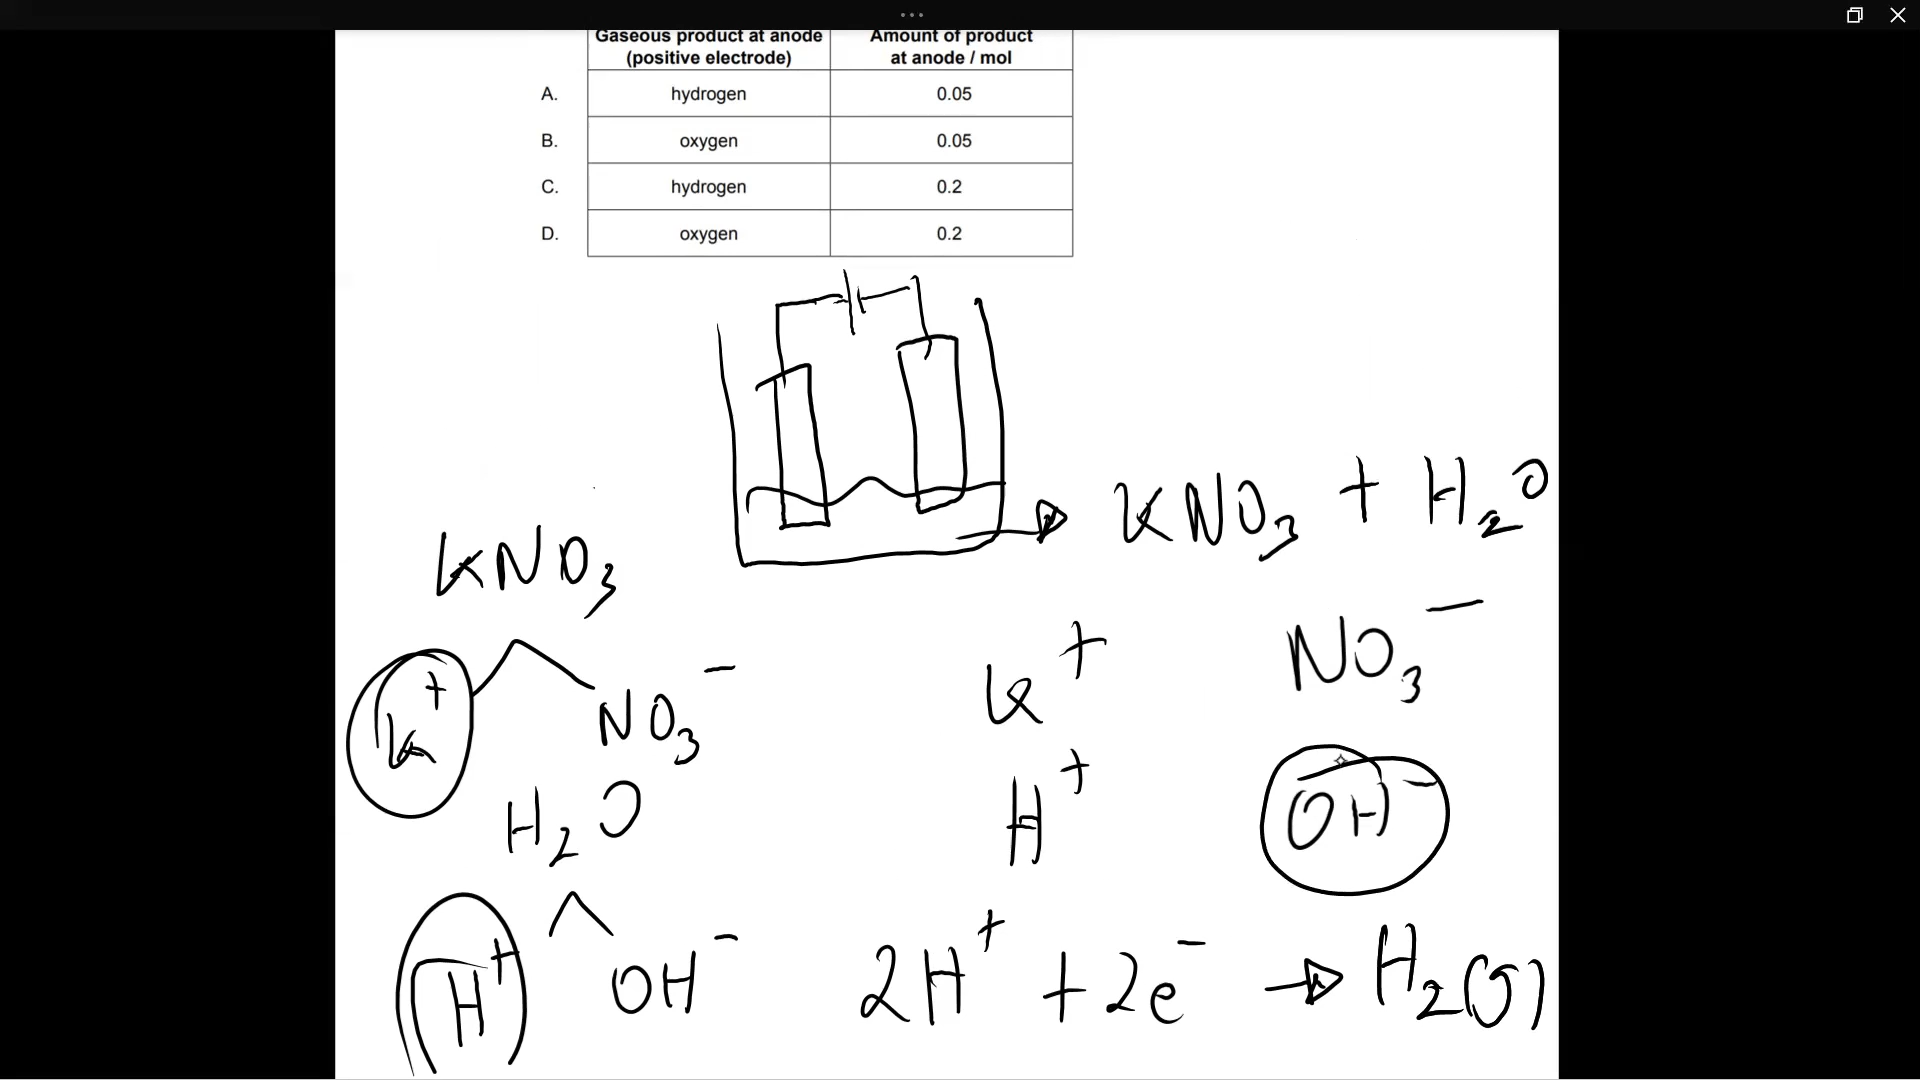 Gaseous product at anode Amount of product
(positive electrode) at anode / mol
A. hydrogen 0.05
B. oxygen 0.05
C. hydrogen 0.2
D. oxygen 0.2
KNO₃ + H₂O
KNO₃
K⁺ NO₃⁻
K⁺ NO₃⁻
H₂O H⁺ OH⁻
H⁺ OH⁻ 2H⁺ + 2e⁻ → H₂(g)